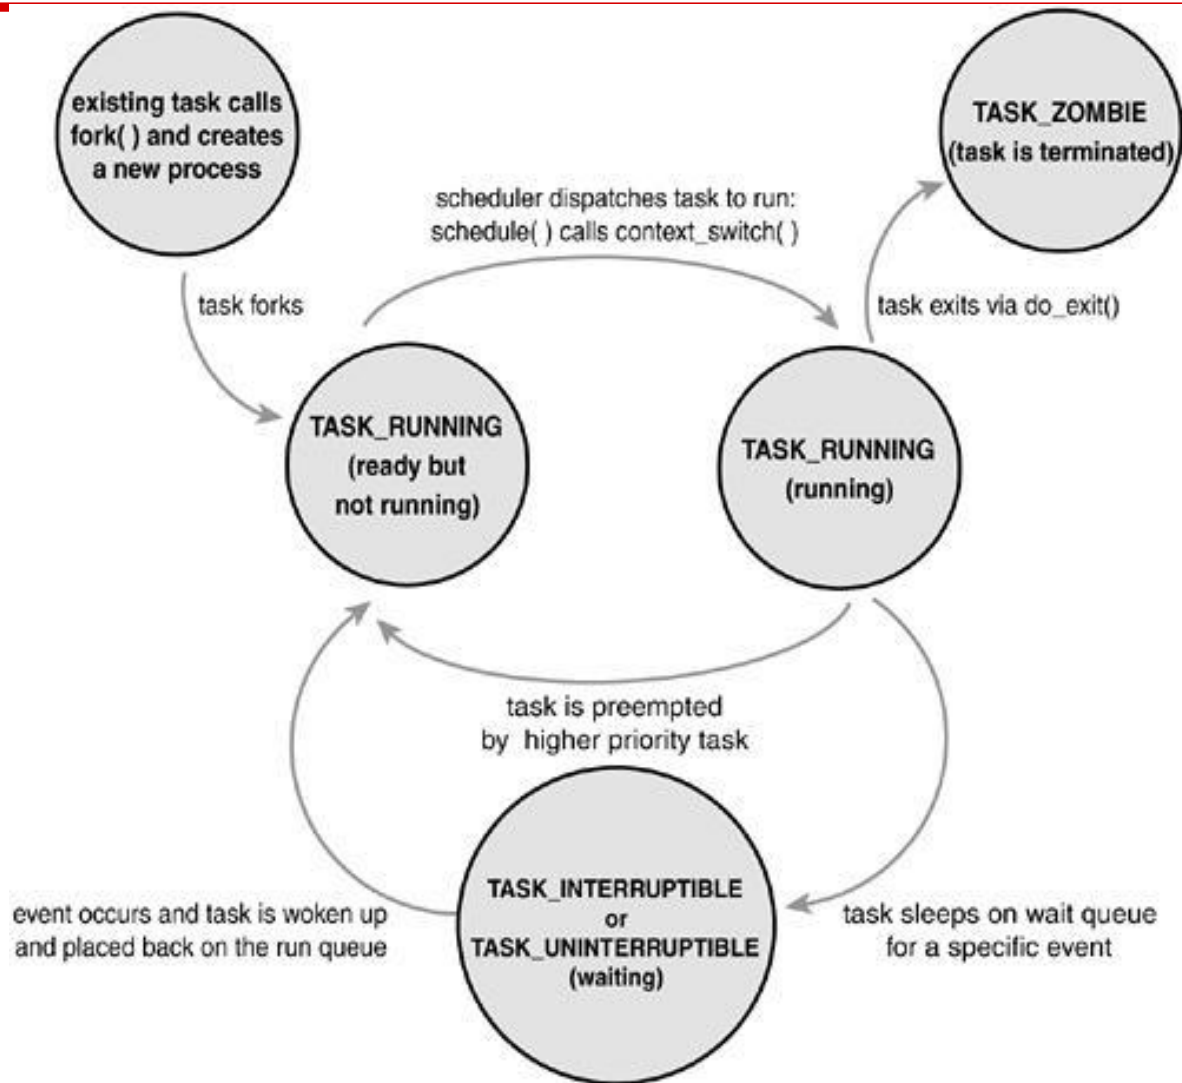 existing task calls
fork( ) and creates
a new process
TASK_ZOMBIE
(task is terminated)
scheduler dispatches task to run:
schedule( ) calls context_switch( )
task forks
task exits via do_exit()
TASK_RUNNING
(ready but
not running)
TASK_RUNNING
(running)
task is preempted
by higher priority task
event occurs and task is woken up
and placed back on the run queue
TASK_INTERRUPTIBLE
or
TASK_UNINTERRUPTIBLE
(waiting)
task sleeps on wait queue
for a specific event